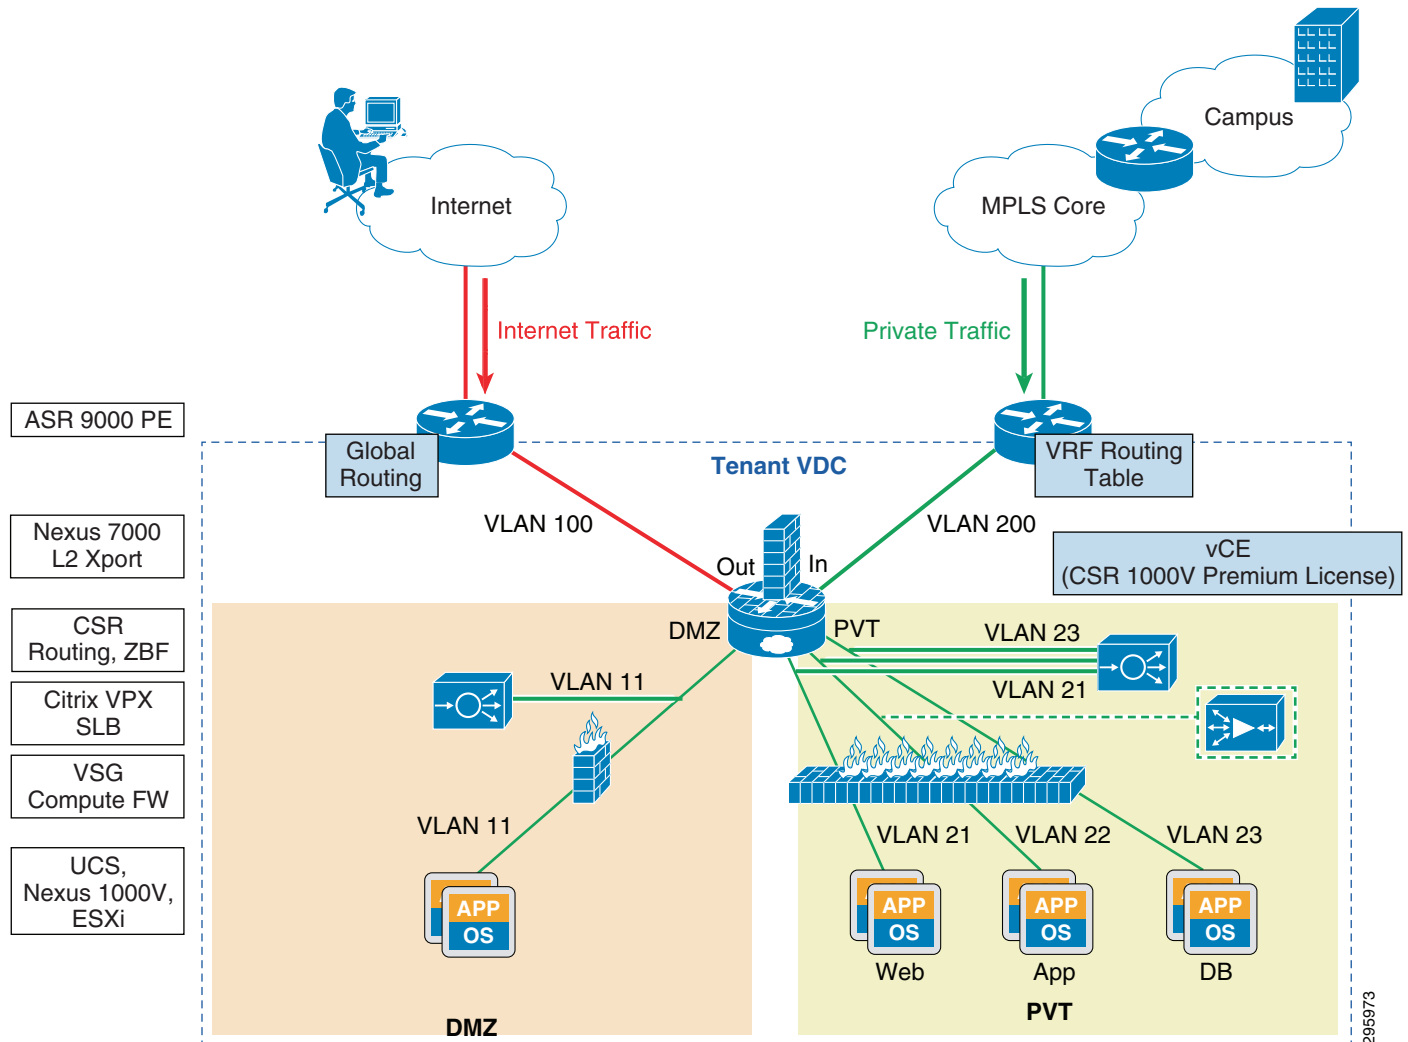 Campus
Internet
MPLS Core
Internet Traffic
Private Traffic
ASR 9000 PE
Global
Routing
Tenant VDC
VRF Routing
Table
Nexus 7000
L2 Xport
VLAN 100
VLAN 200
Out
In
vCE
(CSR 1000V Premium License)
CSR
Routing, ZBF
DMZ
PVT
VLAN 23
VLAN 11
VLAN 21
Citrix VPX
SLB
VSG
Compute FW
VLAN 11
VLAN 21
VLAN 22
VLAN 23
UCS,
Nexus 1000V,
ESXi
APP
OS
APP
OS
APP
OS
APP
OS
Web
App
DB
DMZ
PVT
295973